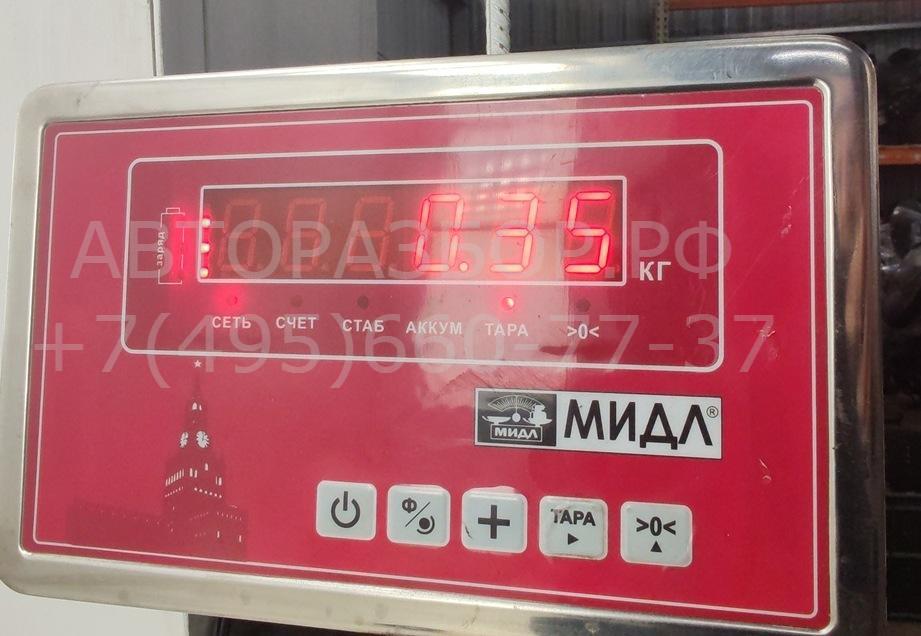 заряд
0.35
КГ
СЕТЬ СЧЕТ СТАБ АККУМ ТАРА >0<
АВТОРАЗБОР.РФ
+7(495)660-77-37
МИДЛ МИДЛ®
Ф
+
ТАРА
>0<